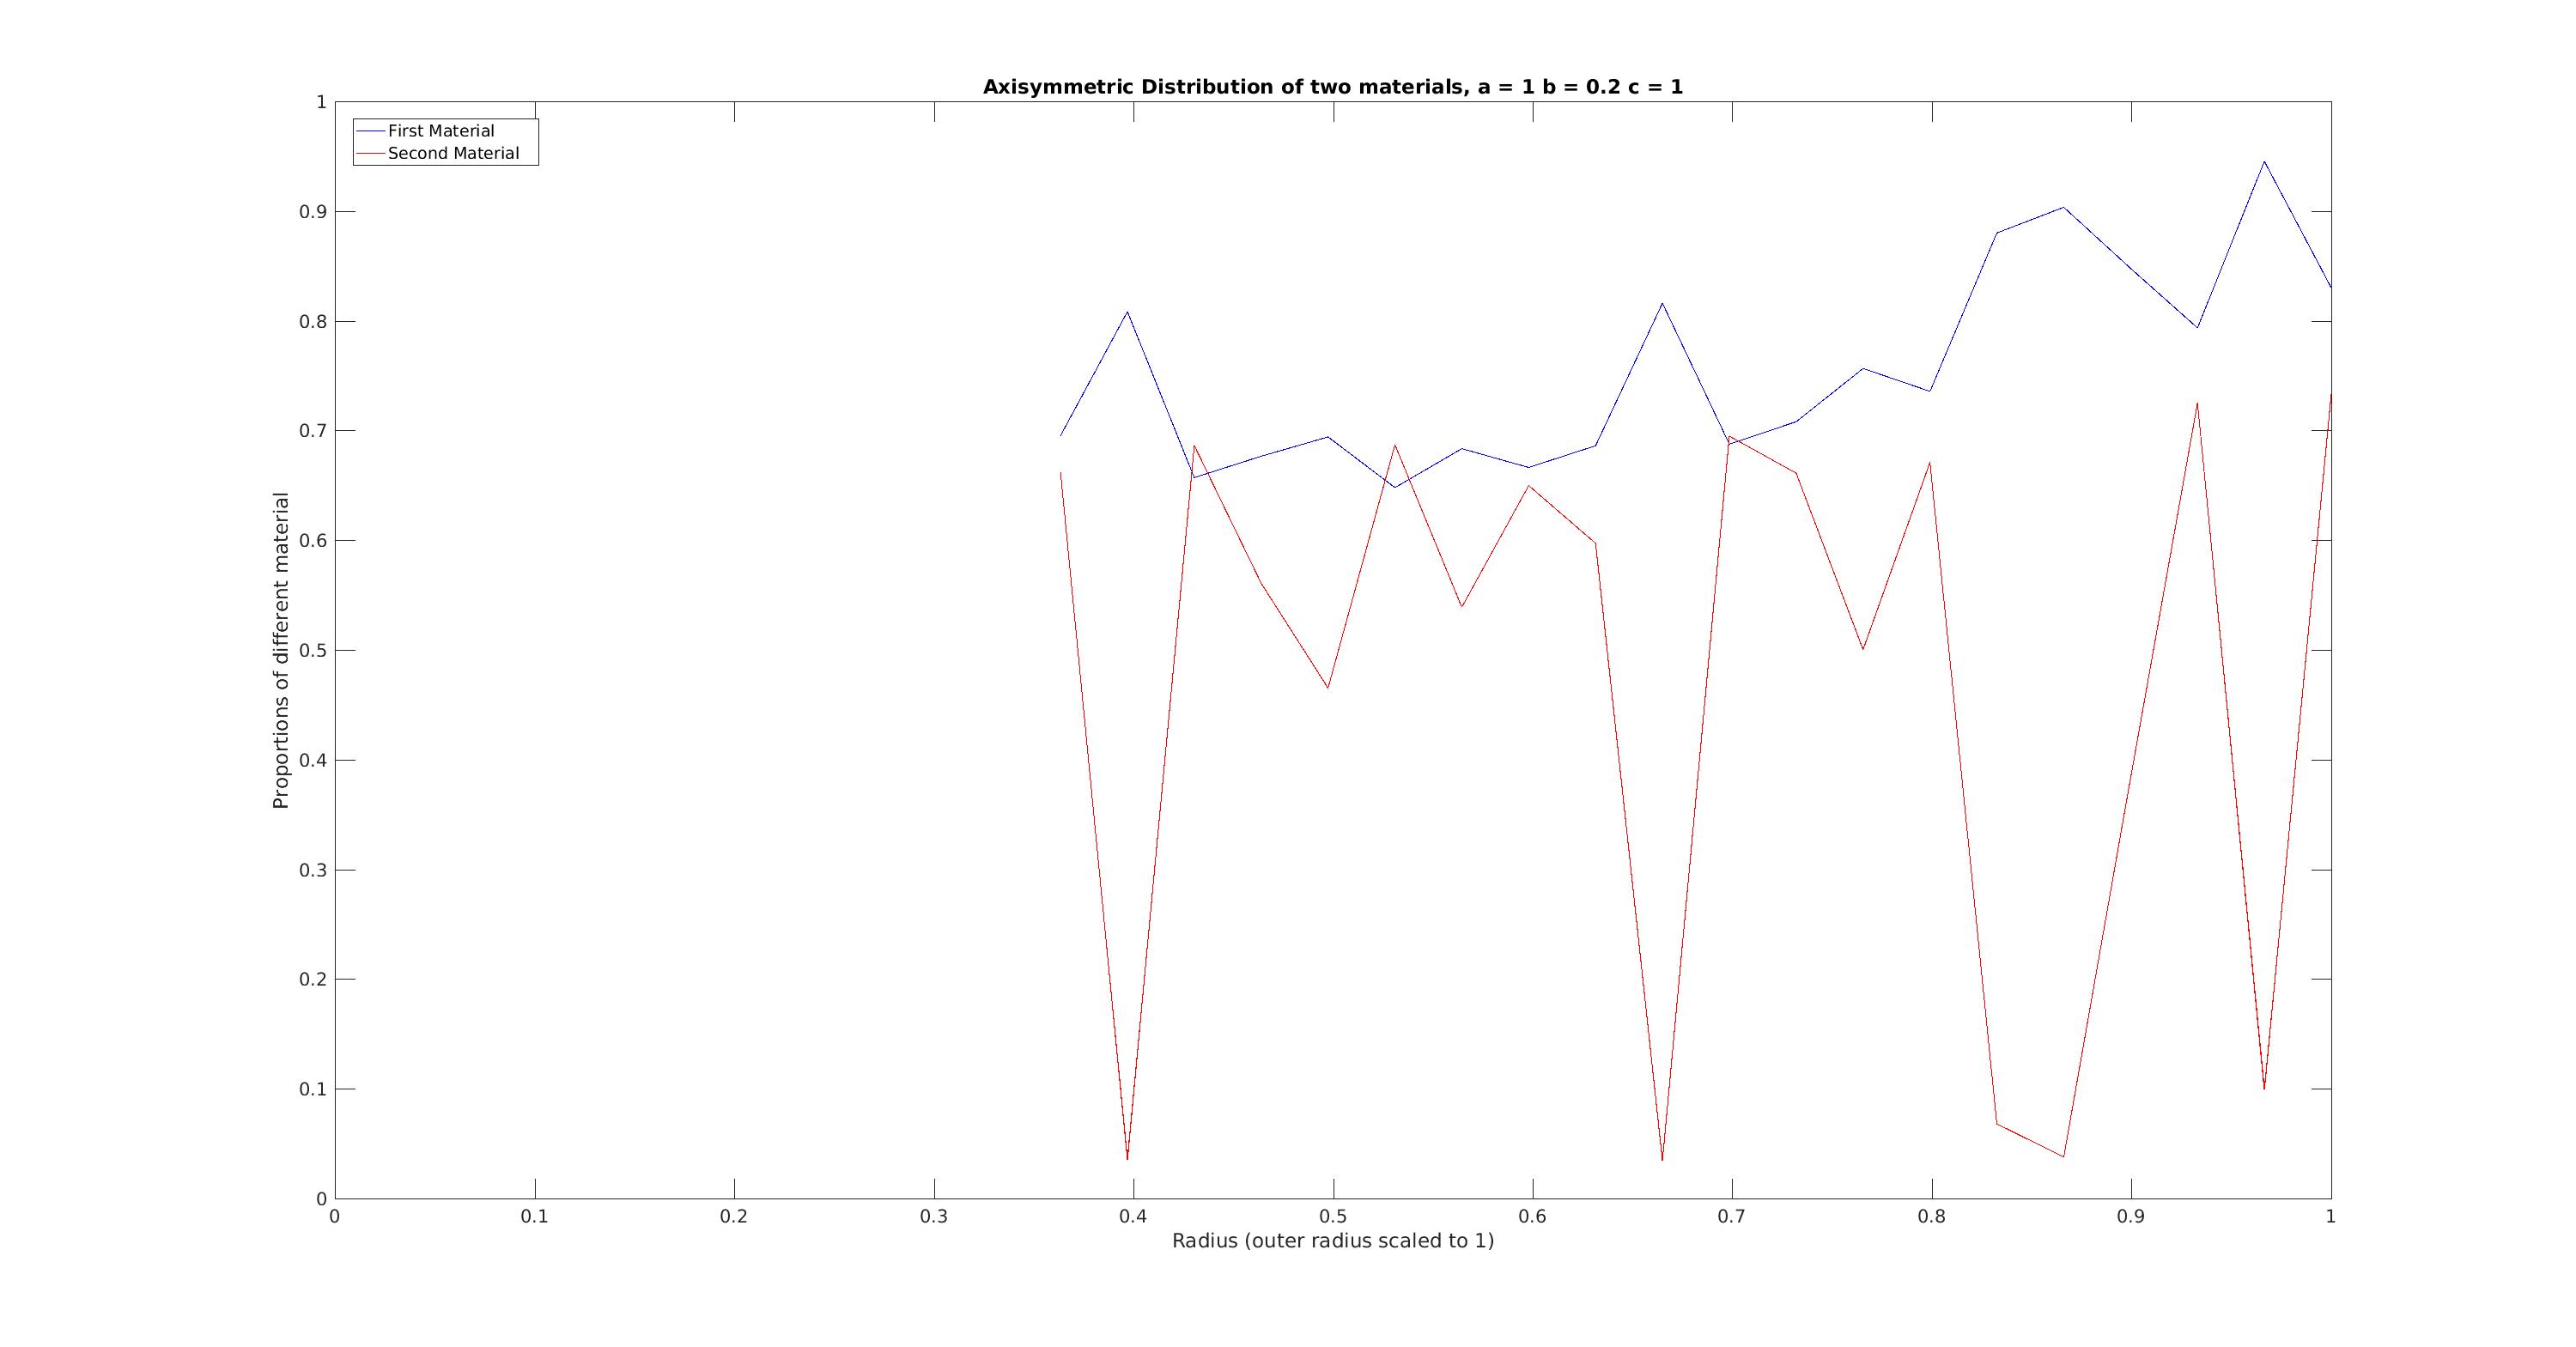 Axisymmetric Distribution of two materials, a = 1 b = 0.2 c = 1
First Material
Second Material
1
0.9
0.8
0.7
0.6
0.5
0.4
0.3
0.2
0.1
0
Proportions of different material
0 0.1 0.2 0.3 0.4 0.5 0.6 0.7 0.8 0.9 1
Radius (outer radius scaled to 1)